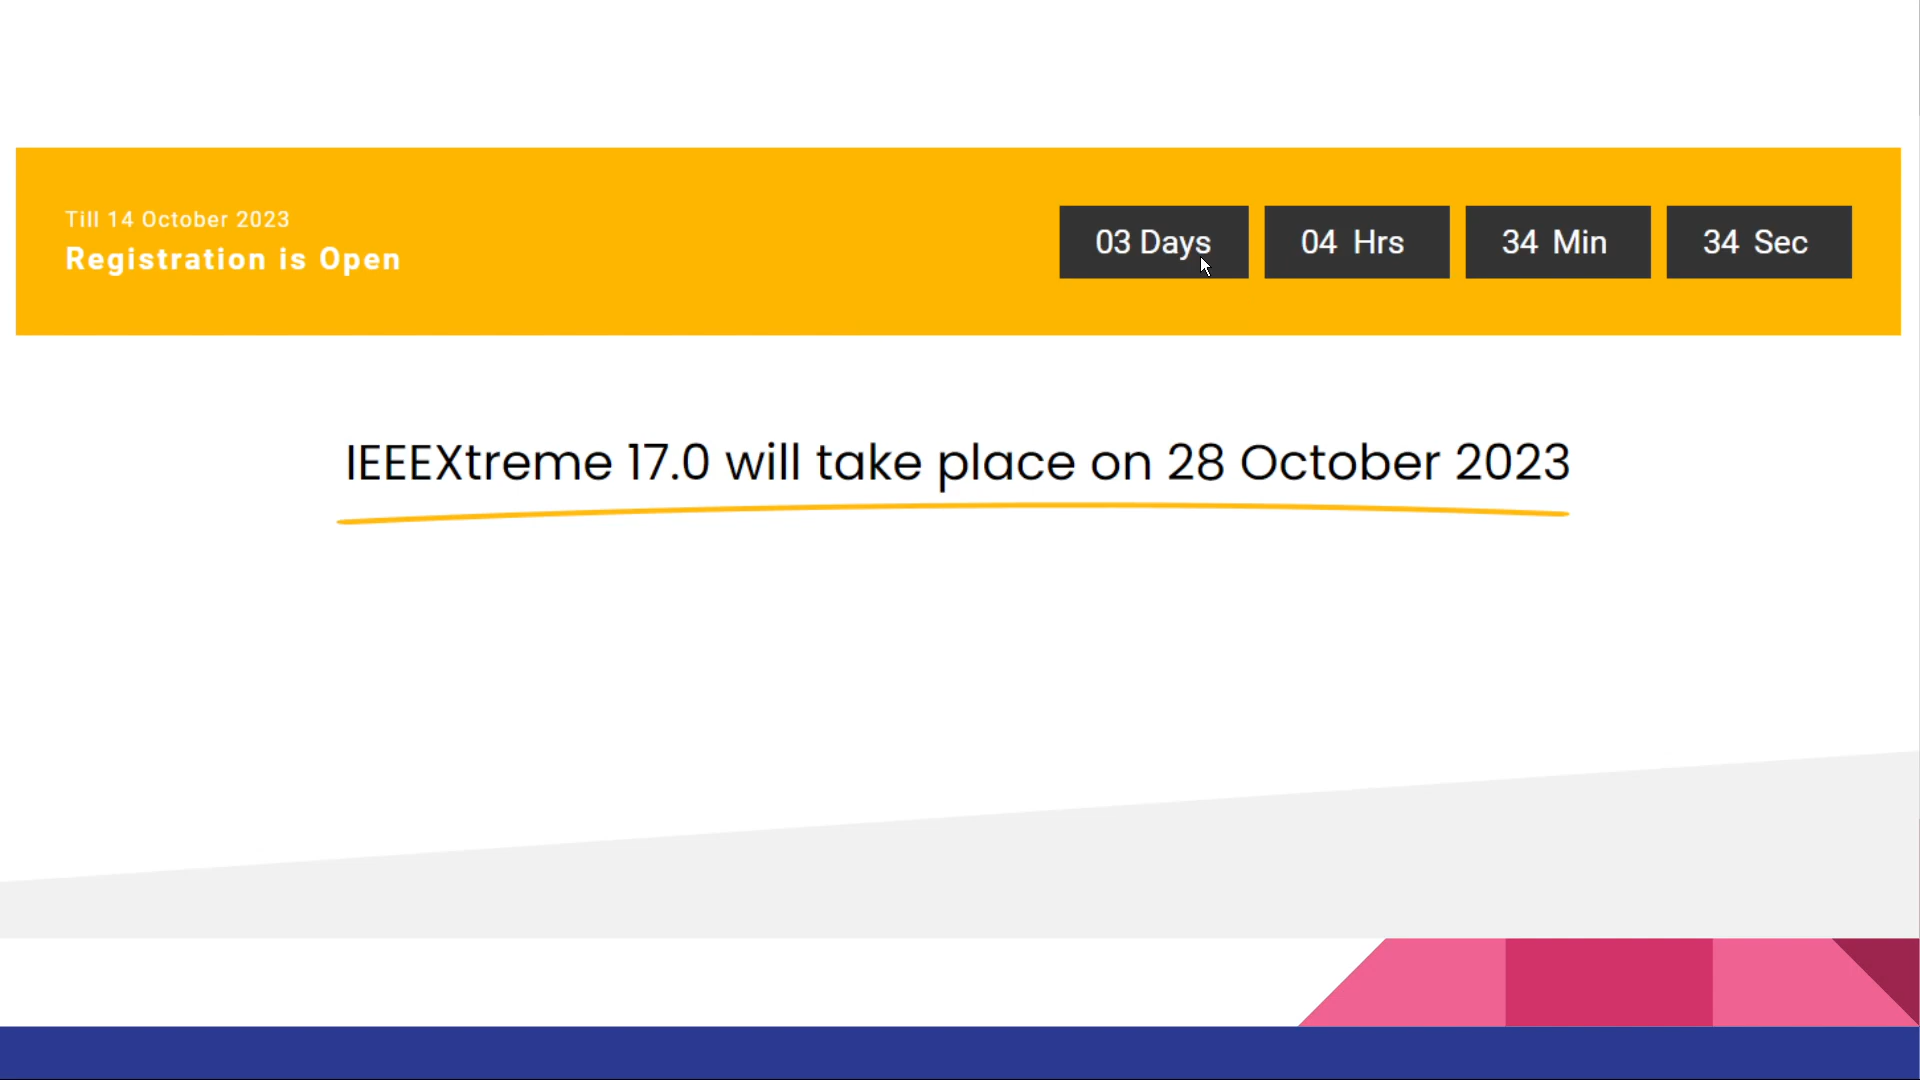 Till 14 October 2023
Registration is Open
03 Days
04 Hrs
34 Min
34 Sec
IEEEXtreme 17.0 will take place on 28 October 2023